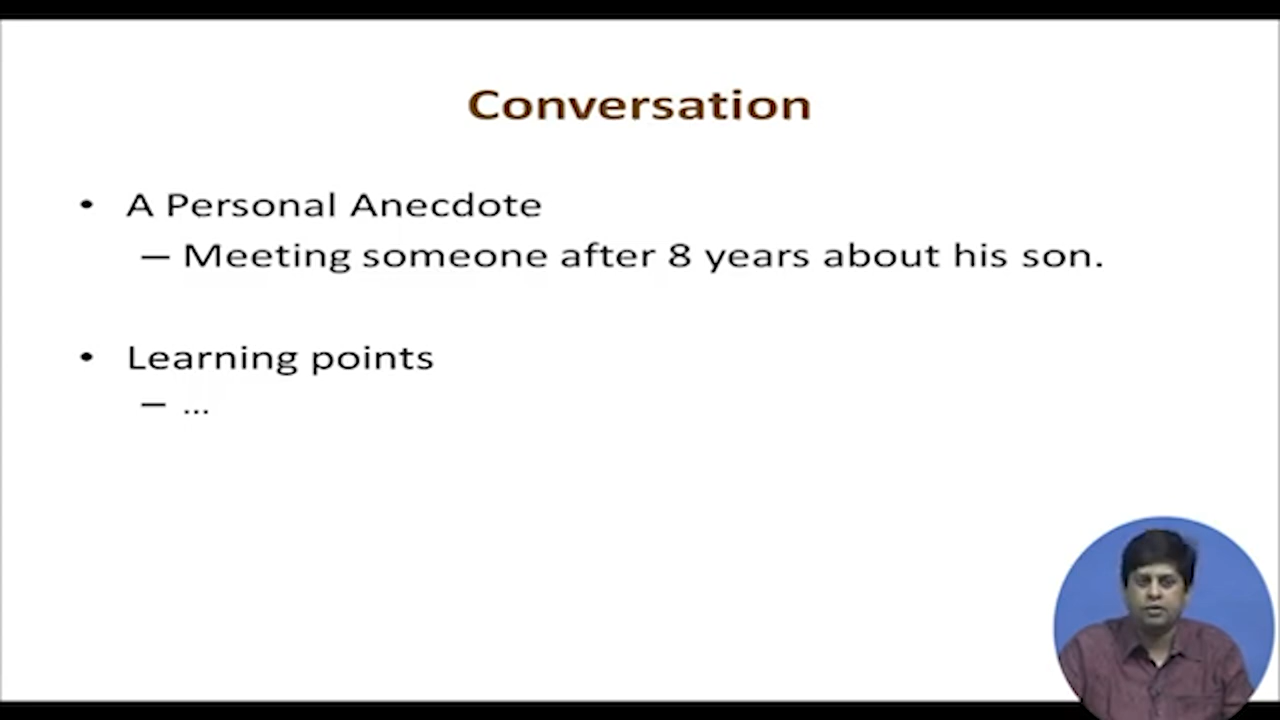 Conversation
• A Personal Anecdote
– Meeting someone after 8 years about his son.
• Learning points
– ...